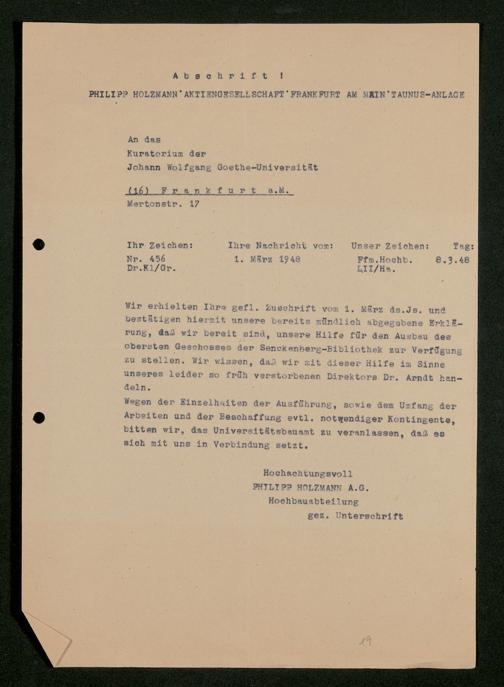 A b s c h r i f t !
PHILIPP HOLZMANN·AKTIENGESELLSCHAFT·FRANKFURT AM MAIN·TAUNUS-ANLAGE
An das
Kuratorium der
Johann Wolfgang Goethe-Universität
(16) F r a n k f u r t a.M.
Mertonstr. 17
Ihr Zeichen: Ihre Nachricht vom: Unser Zeichen: Tag:
Nr. 456 1. März 1948 Ffm.Hochb. 8.3.48
Dr.Kl/Gr. LII/Ha.
Wir erhielten Ihre gefl. Zuschrift vom 1. März ds.Js. und
bestätigen hiermit unsere bereits mündlich abgegebene Erklä-
rung, daß wir bereit sind, unsere Hilfe für den Ausbau des
obersten Geschosses der Senckenberg-Bibliothek zur Verfügung
zu stellen. Wir wissen, daß wir mit dieser Hilfe im Sinne
unseres leider so früh verstorbenen Direktors Dr. Arndt han-
deln.
Wegen der Einzelheiten der Ausführung, sowie dem Umfang der
Arbeiten und der Beschaffung evtl. notwendiger Kontingente,
bitten wir, das Universitätsbauamt zu veranlassen, daß es
sich mit uns in Verbindung setzt.
Hochachtungsvoll
PHILIPP HOLZMANN A.G.
Hochbauabteilung
gez. Unterschrift
19